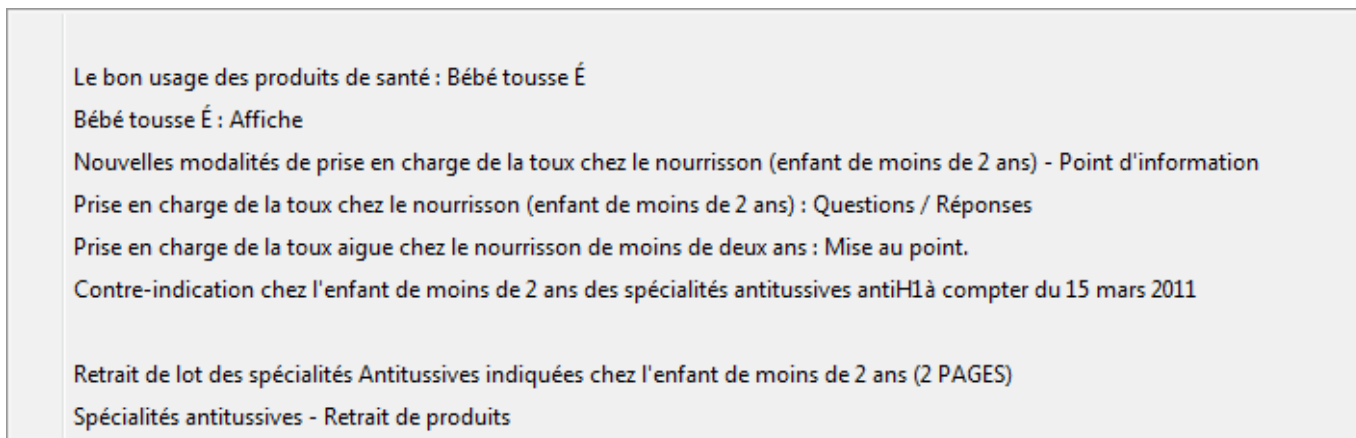 Le bon usage des produits de santé : Bébé tousse É
Bébé tousse É : Affiche
Nouvelles modalités de prise en charge de la toux chez le nourrisson (enfant de moins de 2 ans) - Point d'information
Prise en charge de la toux chez le nourrisson (enfant de moins de 2 ans) : Questions / Réponses
Prise en charge de la toux aigue chez le nourrisson de moins de deux ans : Mise au point.
Contre-indication chez l'enfant de moins de 2 ans des spécialités antitussives antiH1à compter du 15 mars 2011
Retrait de lot des spécialités Antitussives indiquées chez l'enfant de moins de 2 ans (2 PAGES)
Spécialités antitussives - Retrait de produits